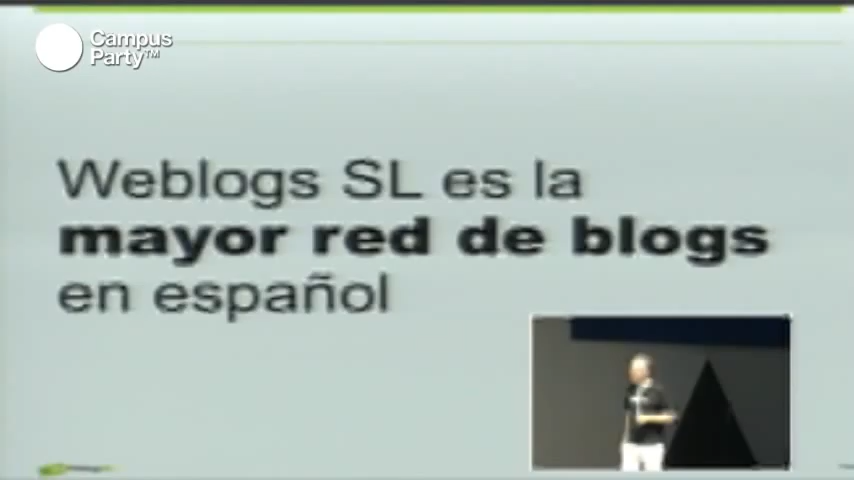 Campus
Party™
Weblogs SL es la
mayor red de blogs
en español